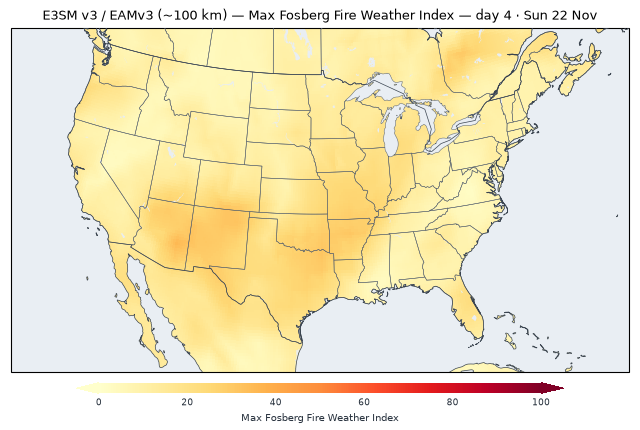 E3SM v3 / EAMv3 (~100 km) — Max Fosberg Fire Weather Index — day 4 · Sun 22 Nov
0 20 40 60 80 100
Max Fosberg Fire Weather Index